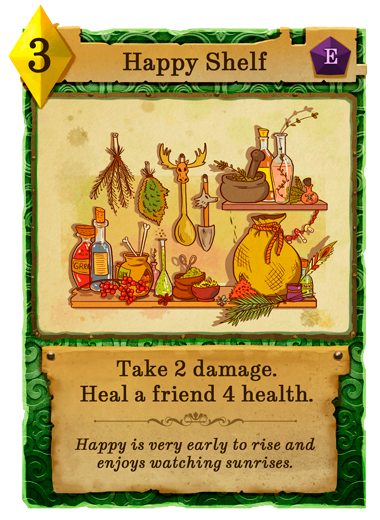 3
Happy Shelf
E
GRO
Take 2 damage.
Heal a friend 4 health.
Happy is very early to rise and
enjoys watching sunrises.